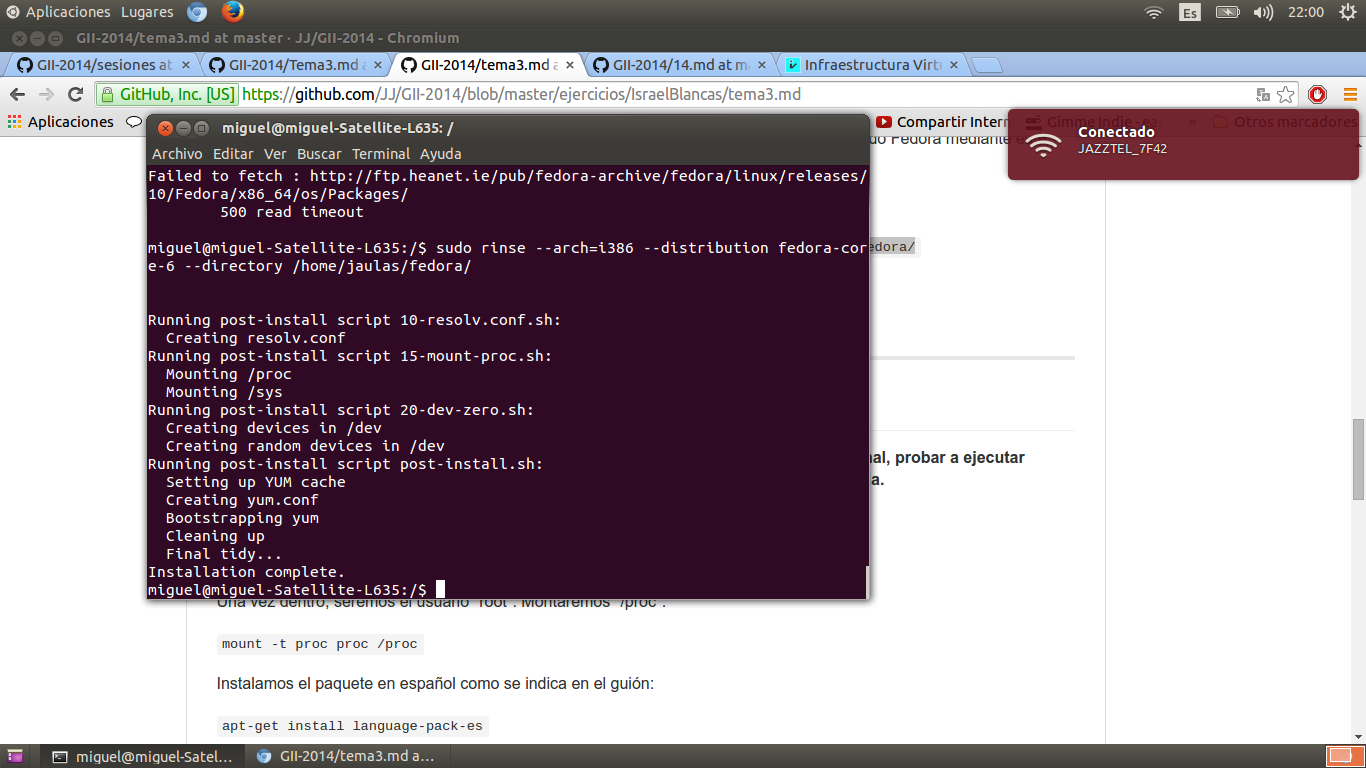 Aplicaciones Lugares Es 22:00
GII-2014/tema3.md at master · JJ/GII-2014 - Chromium
GII-2014/sesiones at GII-2014/Tema3.md a GII-2014/tema3.md a GII-2014/14.md at m Infraestructura Virt
GitHub, Inc. [US] https://github.com/JJ/GII-2014/blob/master/ejercicios/IsraelBlancas/tema3.md
Aplicaciones Compartir Intern Gimme Indie - ear » Otros marcadores
Conectado
JAZZTEL_7F42
do Fedora mediante e
miguel@miguel-Satellite-L635: /
Archivo Editar Ver Buscar Terminal Ayuda
Failed to fetch : http://ftp.heanet.ie/pub/fedora-archive/fedora/linux/releases/
10/Fedora/x86_64/os/Packages/
500 read timeout
miguel@miguel-Satellite-L635:/$ sudo rinse --arch=i386 --distribution fedora-cor
e-6 --directory /home/jaulas/fedora/
edora/
Running post-install script 10-resolv.conf.sh:
Creating resolv.conf
Running post-install script 15-mount-proc.sh:
Mounting /proc
Mounting /sys
Running post-install script 20-dev-zero.sh:
Creating devices in /dev
Creating random devices in /dev
Running post-install script post-install.sh:
Setting up YUM cache
Creating yum.conf
Bootstrapping yum
Cleaning up
Final tidy...
Installation complete.
miguel@miguel-Satellite-L635:/$
nal, probar a ejecutar
a.
Una vez dentro, seremos el usuario "root". Montaremos "/proc":
mount -t proc proc /proc
Instalamos el paquete en español como se indica en el guión:
apt-get install language-pack-es
miguel@miguel-Satel... GII-2014/tema3.md a...